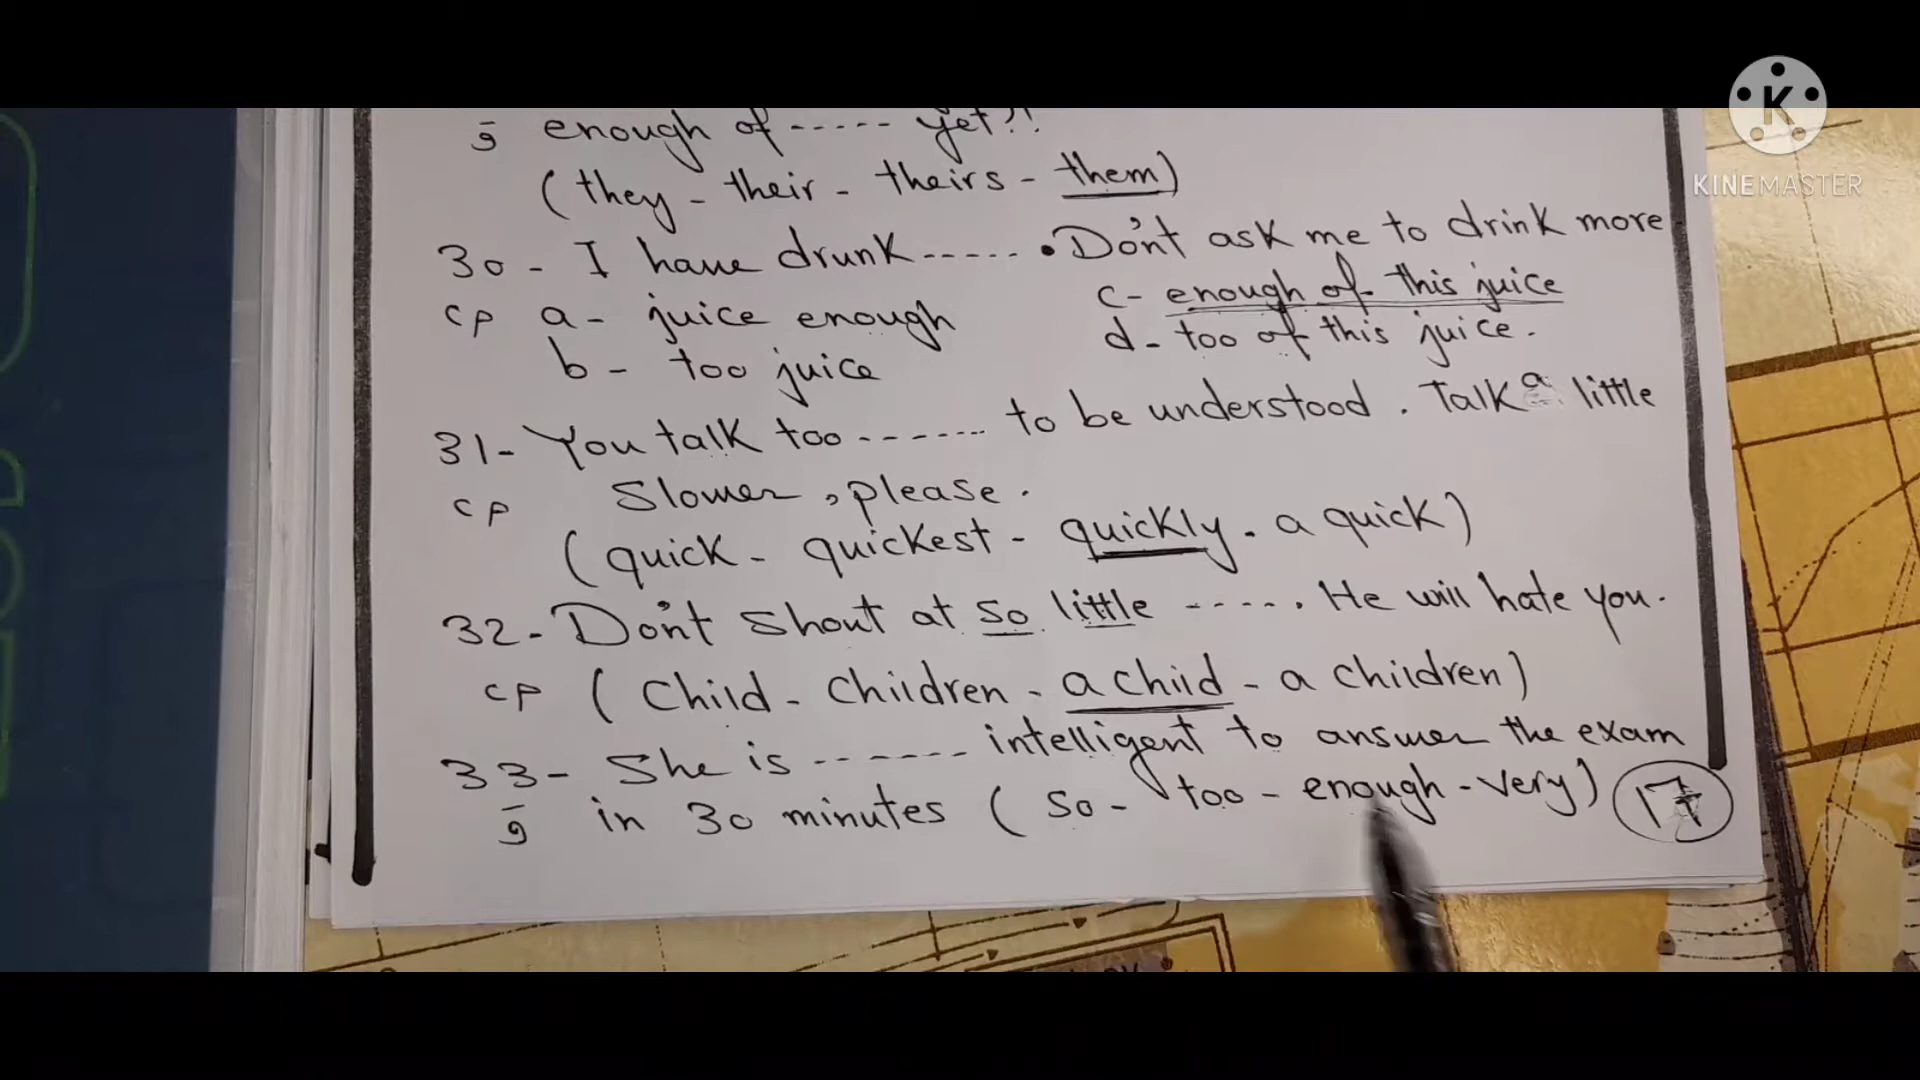 enough of ----- yet?!
(they - their - theirs - them)
30 - I have drunk ----- . Don't ask me to drink more
cp a - juice enough
b - too juice
c - enough of this juice
d - too of this juice.
31 - You talk too ------- to be understood. Talk a little
cp slower, please.
(quick - quickest - quickly - a quick)
32 - Don't shout at so little ----- . He will hate you.
cp (child - children - a child - a children)
33 - She is ------- intelligent to answer the exam
in 30 minutes (so - too - enough - very)
K
KINEMASTER